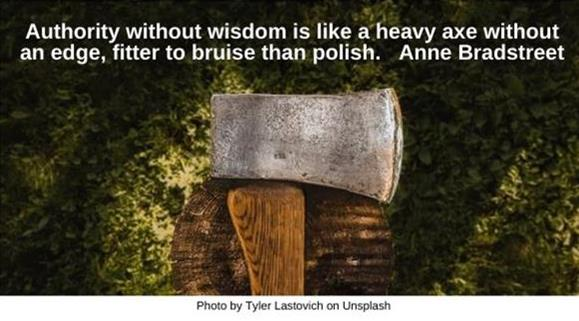 Authority without wisdom is like a heavy axe without
an edge, fitter to bruise than polish.   Anne Bradstreet
Photo by Tyler Lastovich on Unsplash